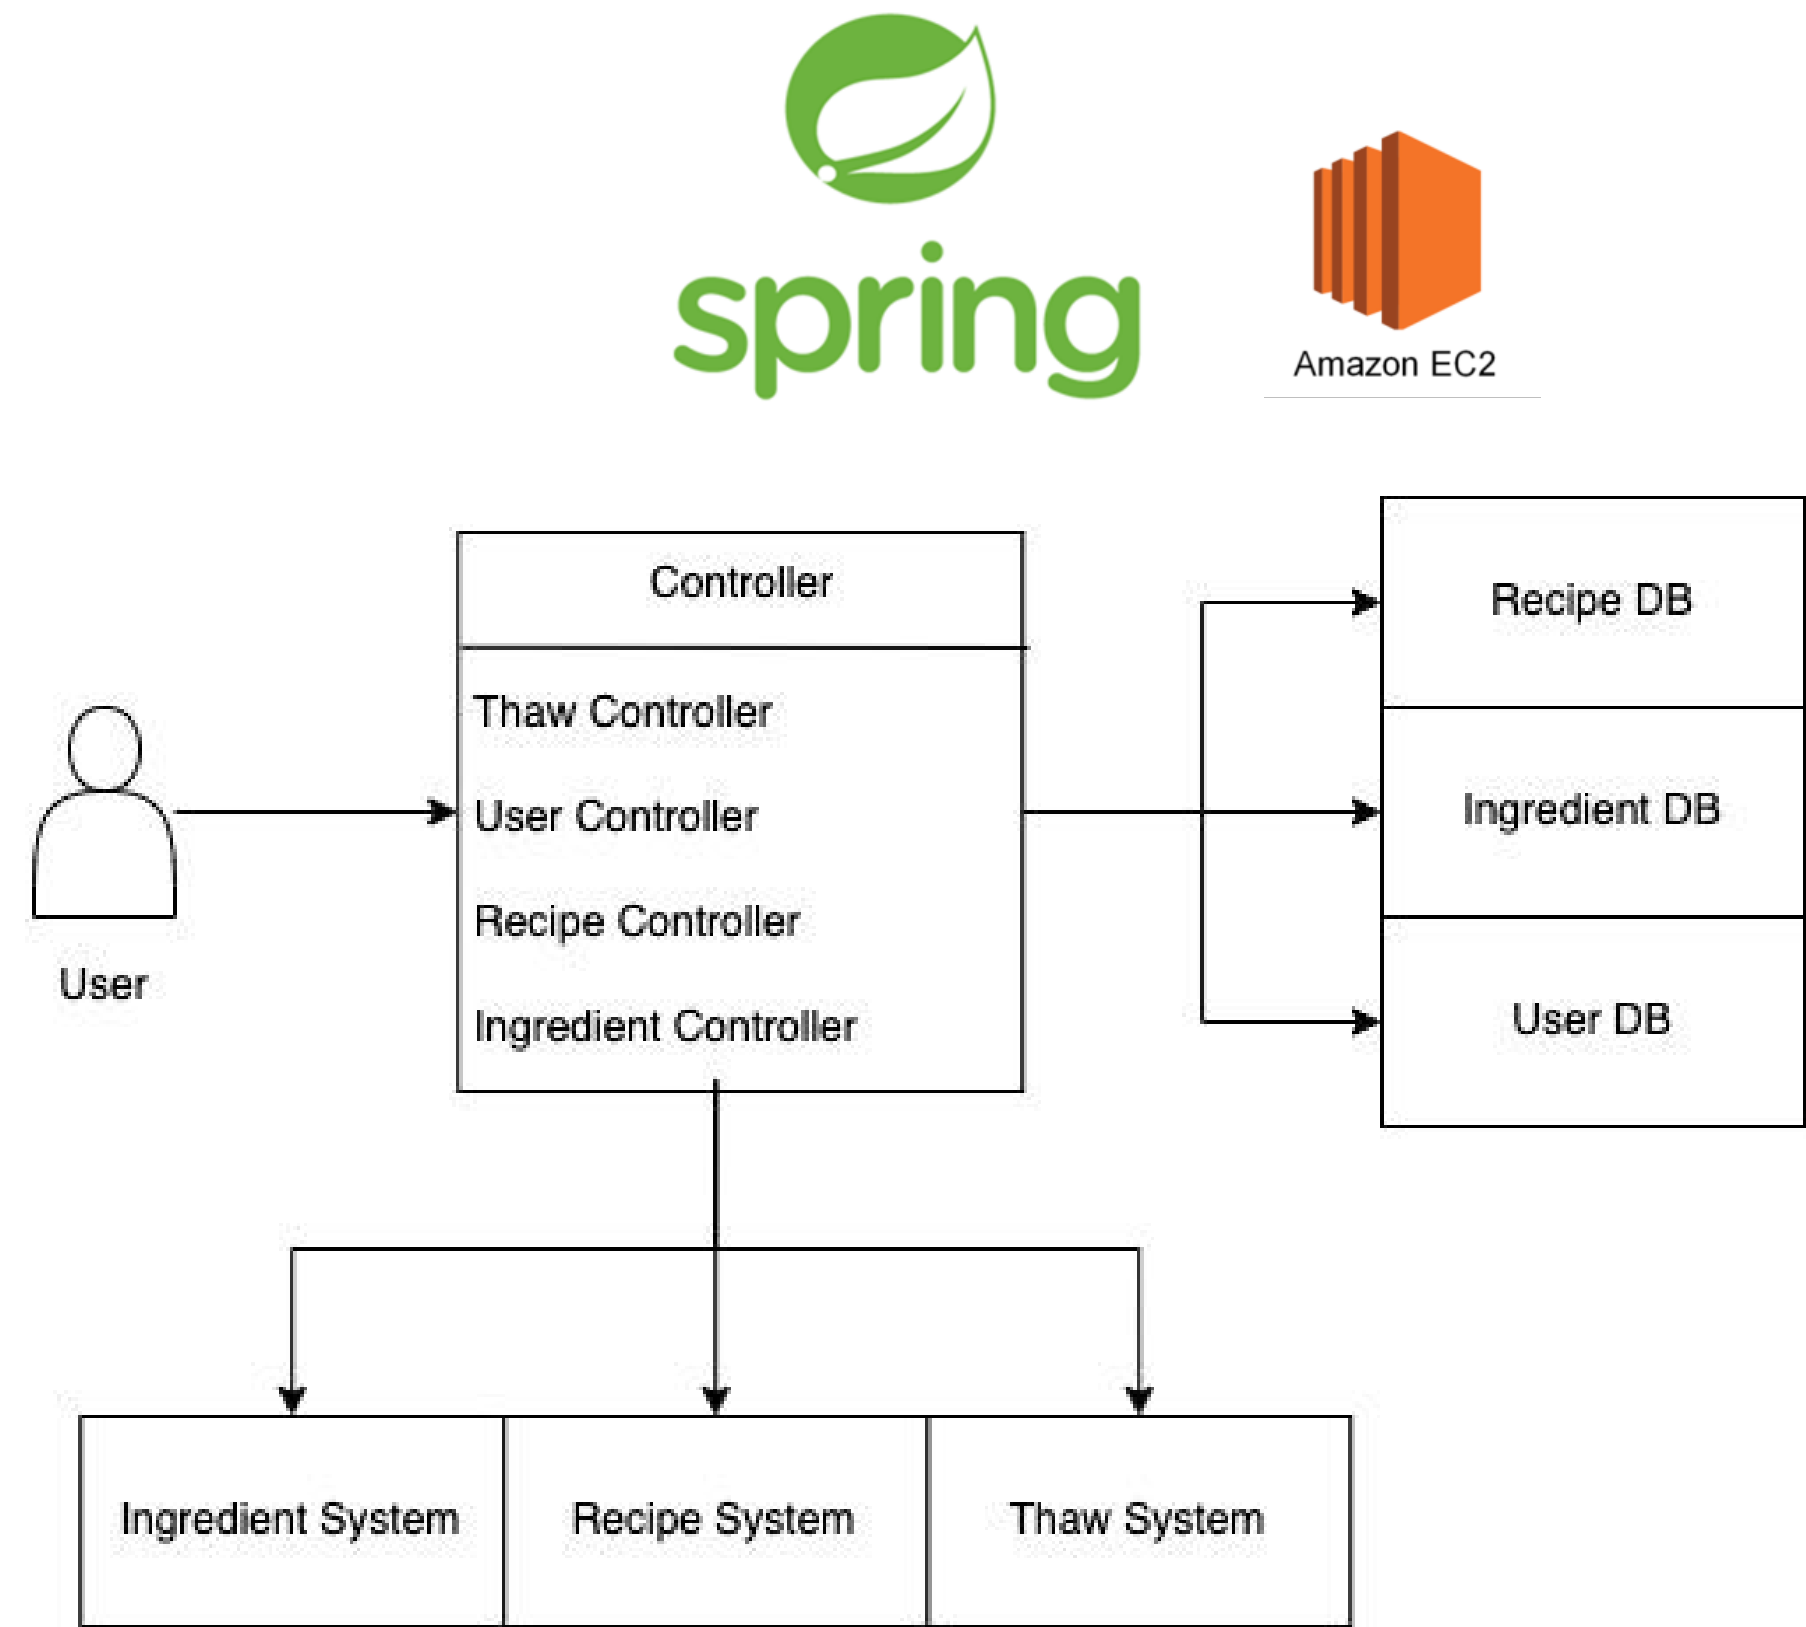 spring
Amazon EC2
Controller
Thaw Controller
User Controller
Recipe Controller
Ingredient Controller
User
Recipe DB
Ingredient DB
User DB
Ingredient System
Recipe System
Thaw System